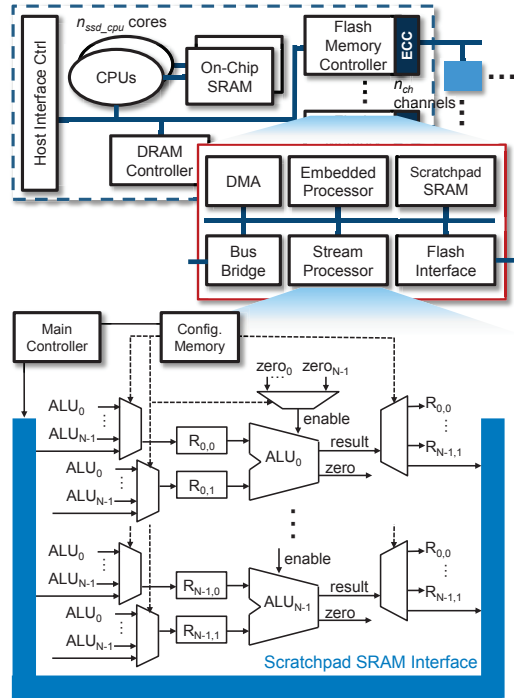 n_ssd_cpu cores
Host Interface Ctrl
CPUs
On-Chip
SRAM
Flash
Memory
Controller
ECC
n_ch
channels
DRAM
Controller
DMA
Embedded
Processor
Scratchpad
SRAM
Bus
Bridge
Stream
Processor
Flash
Interface
Main
Controller
Config.
Memory
zero_0
zero_N-1
enable
ALU_0
ALU_N-1
R_0,0
ALU_0
result
R_0,0
R_N-1,1
ALU_0
ALU_N-1
R_0,1
zero
enable
ALU_0
ALU_N-1
R_N-1,0
ALU_N-1
result
R_0,0
R_N-1,1
ALU_0
ALU_N-1
R_N-1,1
zero
Scratchpad SRAM Interface